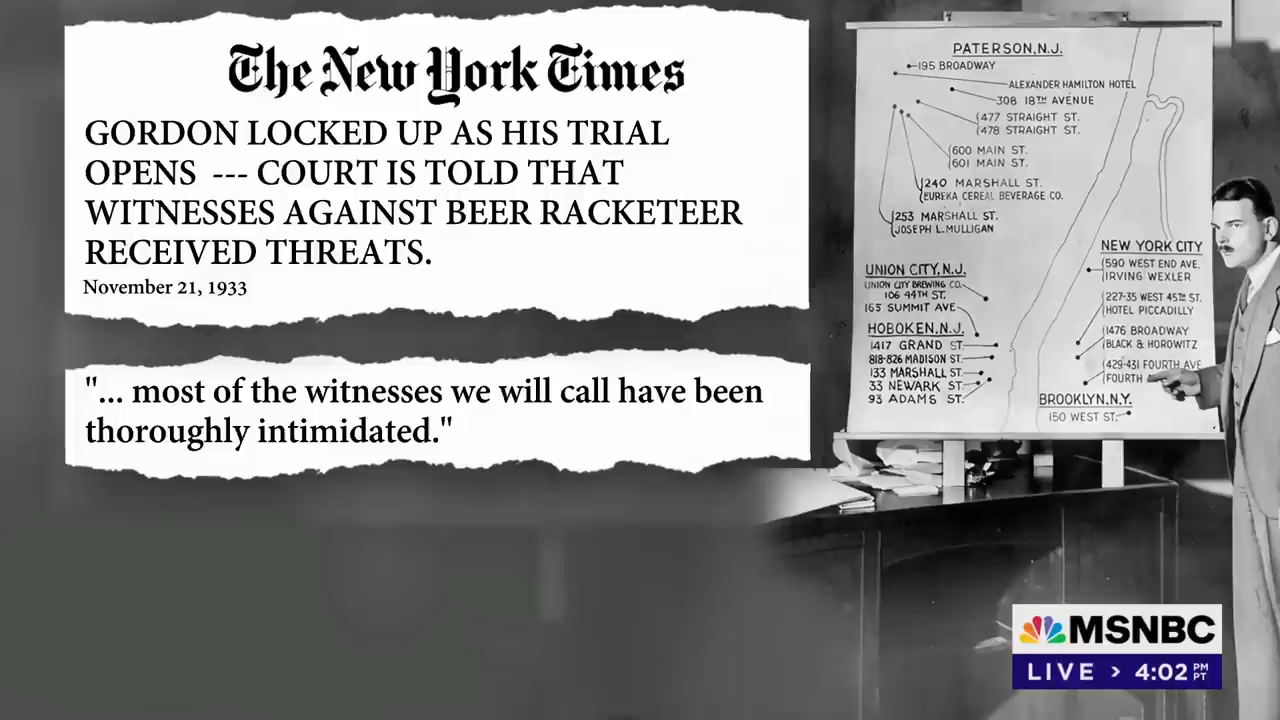 The New York Times
GORDON LOCKED UP AS HIS TRIAL
OPENS --- COURT IS TOLD THAT
WITNESSES AGAINST BEER RACKETEER
RECEIVED THREATS.
November 21, 1933
"... most of the witnesses we will call have been
thoroughly intimidated."
PATERSON, N.J.
195 BROADWAY
ALEXANDER HAMILTON HOTEL
308 18TH AVENUE
477 STRAIGHT ST.
478 STRAIGHT ST.
600 MAIN ST.
601 MAIN ST.
240 MARSHALL ST.
EUREKA CEREAL BEVERAGE CO.
253 MARSHALL ST.
JOSEPH L. MULLIGAN
UNION CITY, N.J.
UNION CITY BREWING CO.
106 44TH ST.
165 SUMMIT AVE
HOBOKEN, N.J.
1417 GRAND ST.
818-826 MADISON ST.
133 MARSHALL ST.
33 NEWARK ST.
93 ADAMS ST.
NEW YORK CITY
590 WEST END AVE.
IRVING WEXLER
227-35 WEST 45TH ST.
HOTEL PICCADILLY
1476 BROADWAY
BLACK & HOROWITZ
429-431 FOURTH AVE
FOURTH
BROOKLYN, N.Y.
150 WEST ST.
MSNBC
LIVE > 4:02 PM PT